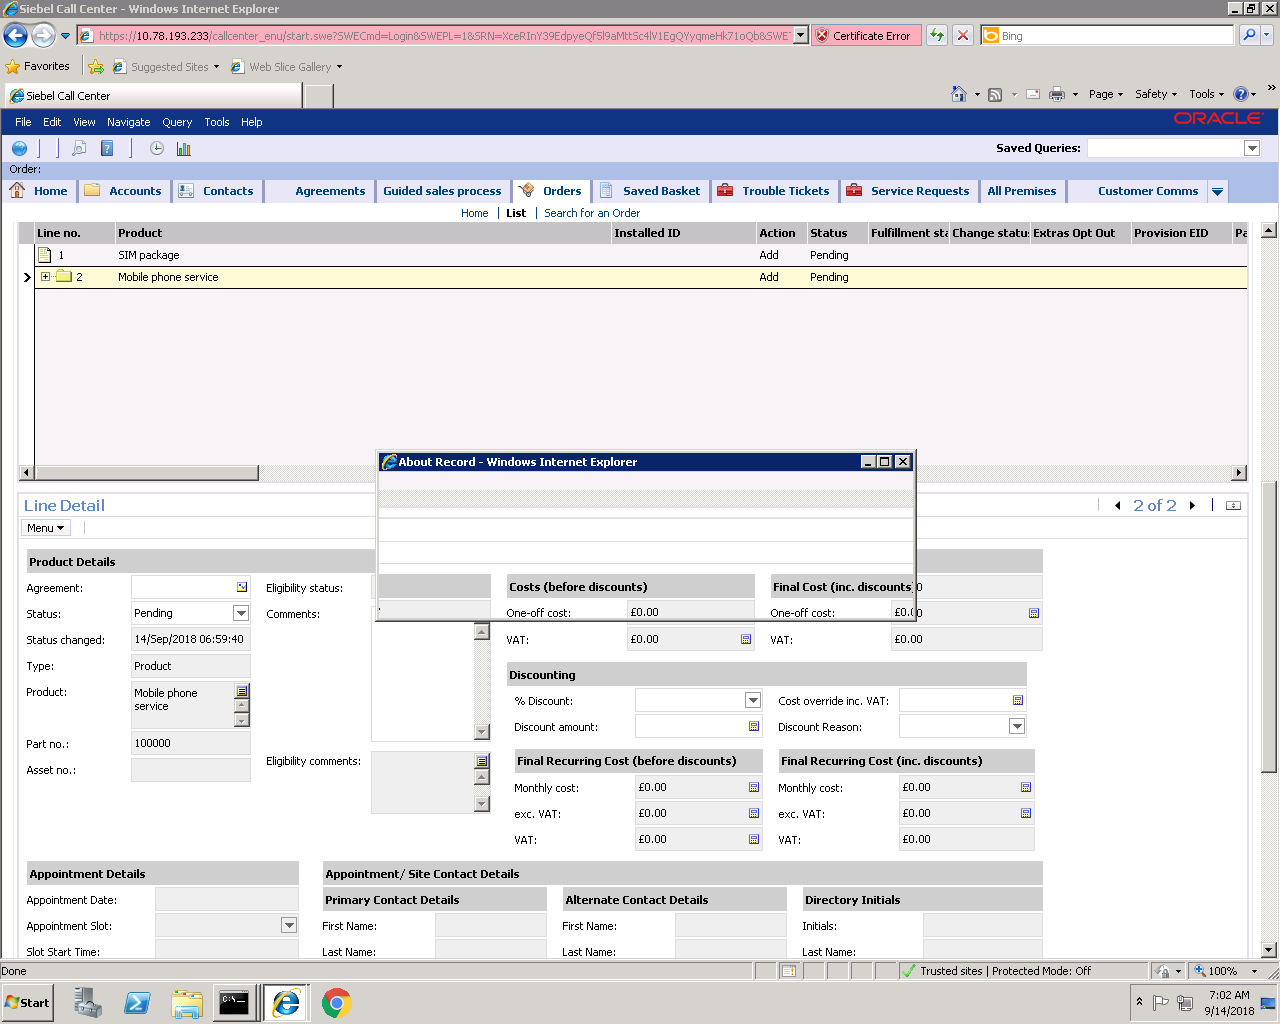 Siebel Call Center - Windows Internet Explorer
https://10.78.193.233/callcenter_enu/start.swe?SWECmd=Login&SWEPL=1&SRN=
Certificate Error
Bing
Favorites
Suggested Sites
Web Slice Gallery
Siebel Call Center
Page Safety Tools
File Edit View Navigate Query Tools Help
ORACLE
Saved Queries:
Order:
Home Accounts Contacts Agreements Guided sales process Orders Saved Basket Trouble Tickets Service Requests All Premises Customer Comms
Home | List | Search for an Order
Line no. Product Installed ID Action Status Fulfillment sta Change status Extras Opt Out Provision EID Pa
1 SIM package Add Pending
2 Mobile phone service Add Pending
About Record - Windows Internet Explorer
Line Detail
2 of 2
Menu
Product Details
Agreement:
Eligibility status:
Costs (before discounts)
Final Cost (inc. discounts)
Status: Pending
Comments:
One-off cost: £0.00
One-off cost: £0.00
Status changed: 14/Sep/2018 06:59:40
VAT: £0.00
VAT: £0.00
Type: Product
Discounting
Product: Mobile phone service
% Discount:
Cost override inc. VAT:
Discount amount:
Discount Reason:
Part no.: 100000
Asset no.:
Eligibility comments:
Final Recurring Cost (before discounts)
Final Recurring Cost (inc. discounts)
Monthly cost: £0.00
Monthly cost: £0.00
exc. VAT: £0.00
exc. VAT: £0.00
VAT: £0.00
VAT: £0.00
Appointment Details
Appointment/ Site Contact Details
Appointment Date:
Primary Contact Details
Alternate Contact Details
Directory Initials
Appointment Slot:
First Name:
First Name:
Initials:
Slot Start Time:
Last Name:
Last Name:
Last Name:
Done
Trusted sites | Protected Mode: Off
100%
Start
7:02 AM
9/14/2018